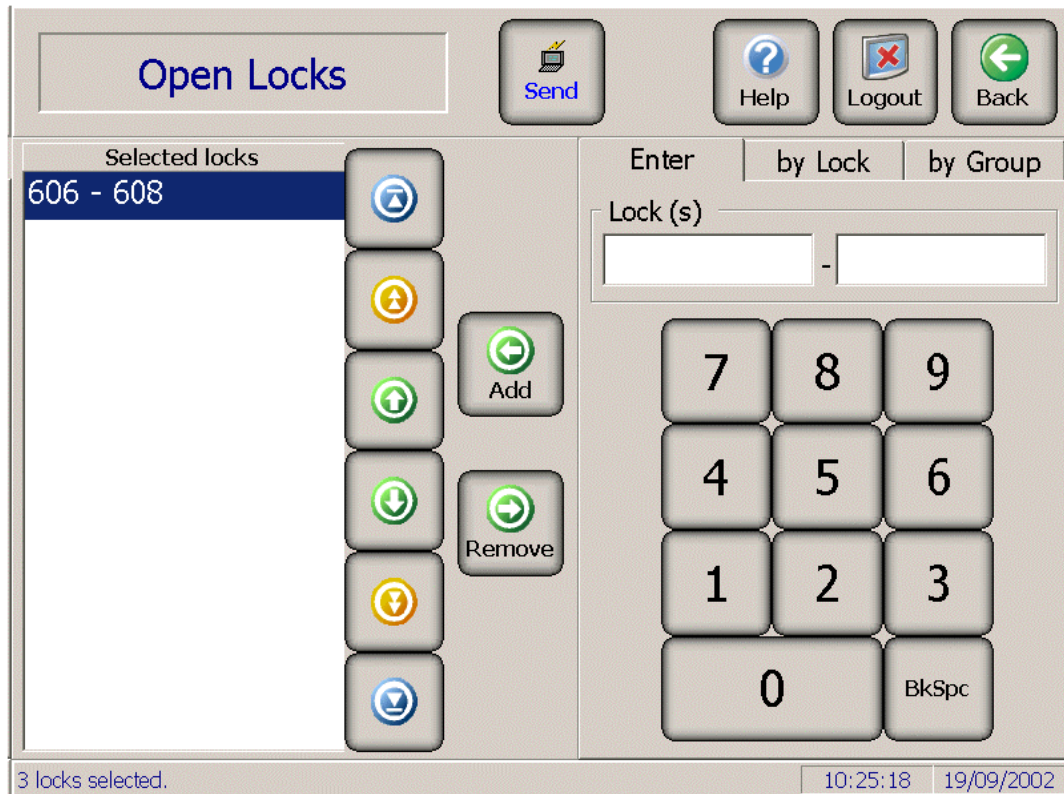 Open Locks
Send
Help
Logout
Back
Selected locks
606 - 608
Add
Remove
Enter
by Lock
by Group
Lock (s)
-
7 8 9
4 5 6
1 2 3
0 BkSpc
3 locks selected.
10:25:18
19/09/2002